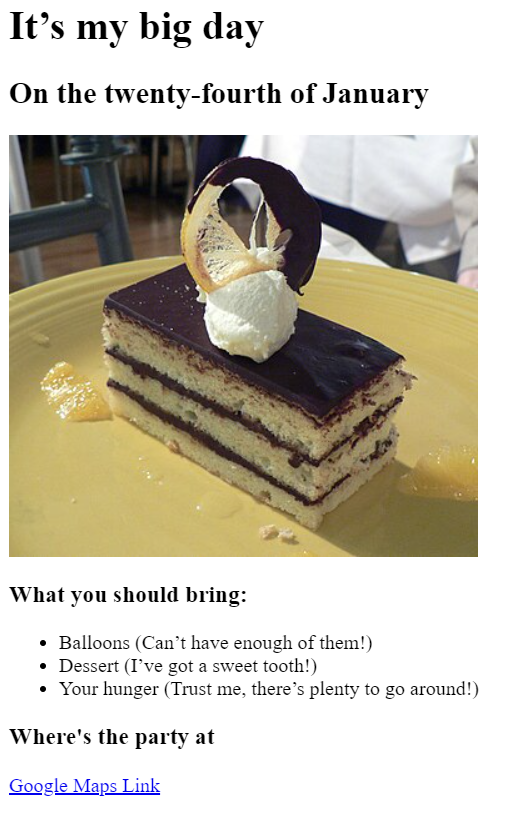 It’s my big day
On the twenty-fourth of January
What you should bring:
Balloons (Can’t have enough of them!)
Dessert (I’ve got a sweet tooth!)
Your hunger (Trust me, there’s plenty to go around!)
Where's the party at
Google Maps Link